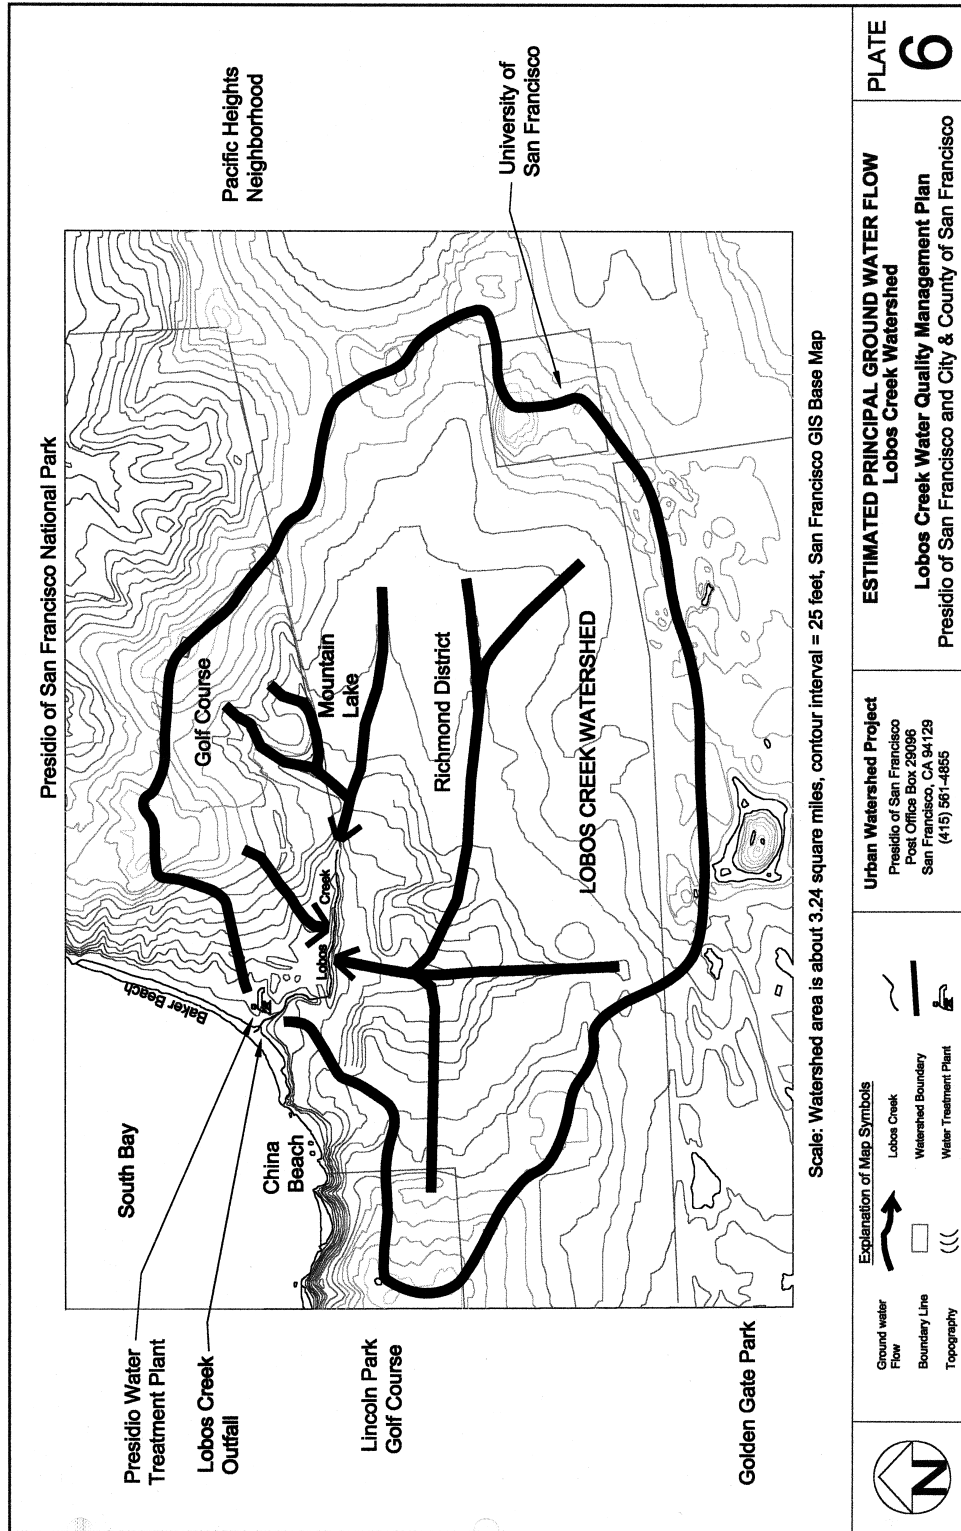 Presidio of San Francisco National Park
Pacific Heights
Neighborhood
University of
San Francisco
South Bay
Baker Beach
China
Beach
Presidio Water
Treatment Plant
Lobos Creek
Outfall
Lincoln Park
Golf Course
Golden Gate Park
Golf Course
Mountain
Lake
Richmond District
LOBOS CREEK WATERSHED
Lobos Creek
Scale: Watershed area is about 3.24 square miles, contour interval = 25 feet, San Francisco GIS Base Map
N
Explanation of Map Symbols
Ground water
Flow
Lobos Creek
Boundary Line
Watershed Boundary
Topography
Water Treatment Plant
Urban Watershed Project
Presidio of San Francisco
Post Office Box 29096
San Francisco, CA 94129
(415) 561-4855
ESTIMATED PRINCIPAL GROUND WATER FLOW
Lobos Creek Watershed
Lobos Creek Water Quality Management Plan
Presidio of San Francisco and City & County of San Francisco
PLATE
6